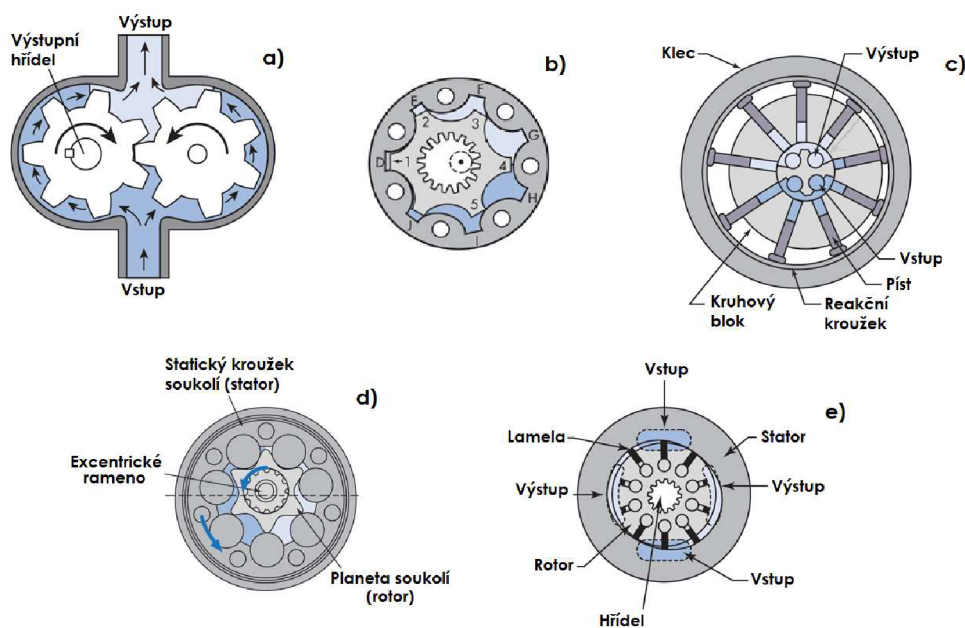 Výstup
Výstupní
hřídel
a)
Vstup
b)
E
F
2
3
G
D
1
4
H
5
J
I
c)
Klec
Výstup
Vstup
Píst
Kruhový
blok
Reakční
kroužek
d)
Statický kroužek
soukolí (stator)
Excentrické
rameno
Planeta soukolí
(rotor)
e)
Vstup
Lamela
Stator
Výstup
Výstup
Rotor
Vstup
Hřídel